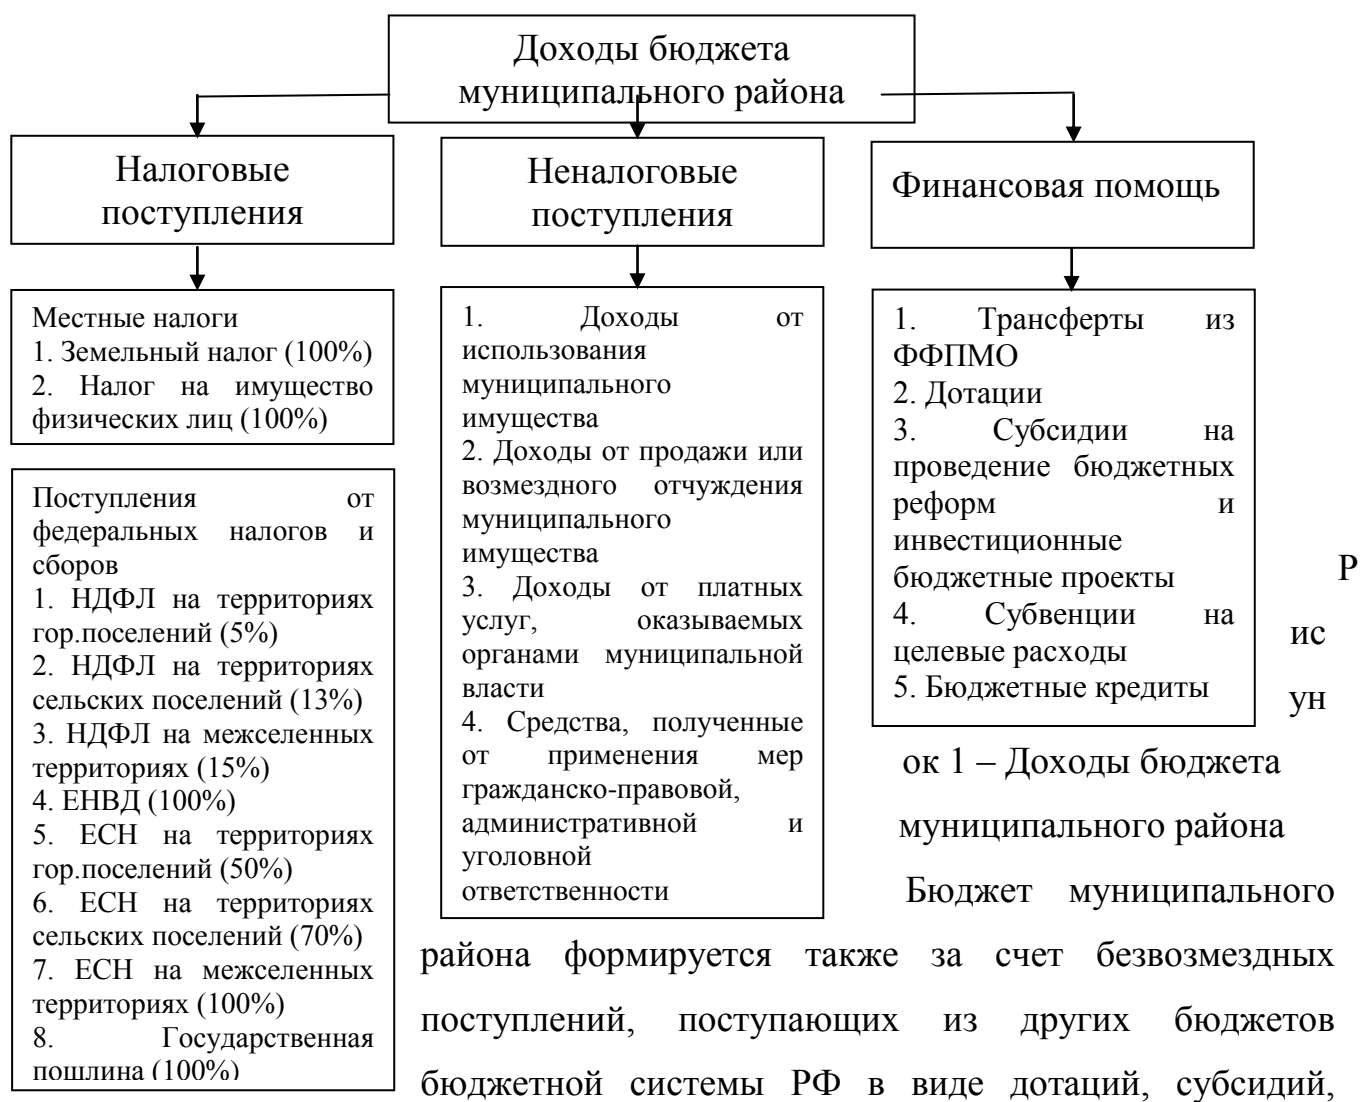 Доходы бюджета
муниципального района
Налоговые
поступления
Местные налоги
1. Земельный налог (100%)
2. Налог на имущество
физических лиц (100%)
Поступления от
федеральных налогов и
сборов
1. НДФЛ на территориях
гор.поселений (5%)
2. НДФЛ на территориях
сельских поселений (13%)
3. НДФЛ на межселенных
территориях (15%)
4. ЕНВД (100%)
5. ЕСН на территориях
гор.поселений (50%)
6. ЕСН на территориях
сельских поселений (70%)
7. ЕСН на межселенных
территориях (100%)
8. Государственная
пошлина (100%)
Неналоговые
поступления
1. Доходы от
использования
муниципального
имущества
2. Доходы от продажи или
возмездного отчуждения
муниципального
имущества
3. Доходы от платных
услуг, оказываемых
органами муниципальной
власти
4. Средства, полученные
от применения мер
гражданско-правовой,
административной и
уголовной
ответственности
Финансовая помощь
1. Трансферты из
ФФПМО
2. Дотации
3. Субсидии на
проведение бюджетных
реформ и
инвестиционные
бюджетные проекты
4. Субвенции на
целевые расходы
5. Бюджетные кредиты
Р
ис
ун
ок 1 – Доходы бюджета
муниципального района
Бюджет муниципального
района формируется также за счет безвозмездных
поступлений, поступающих из других бюджетов
бюджетной системы РФ в виде дотаций, субсидий,